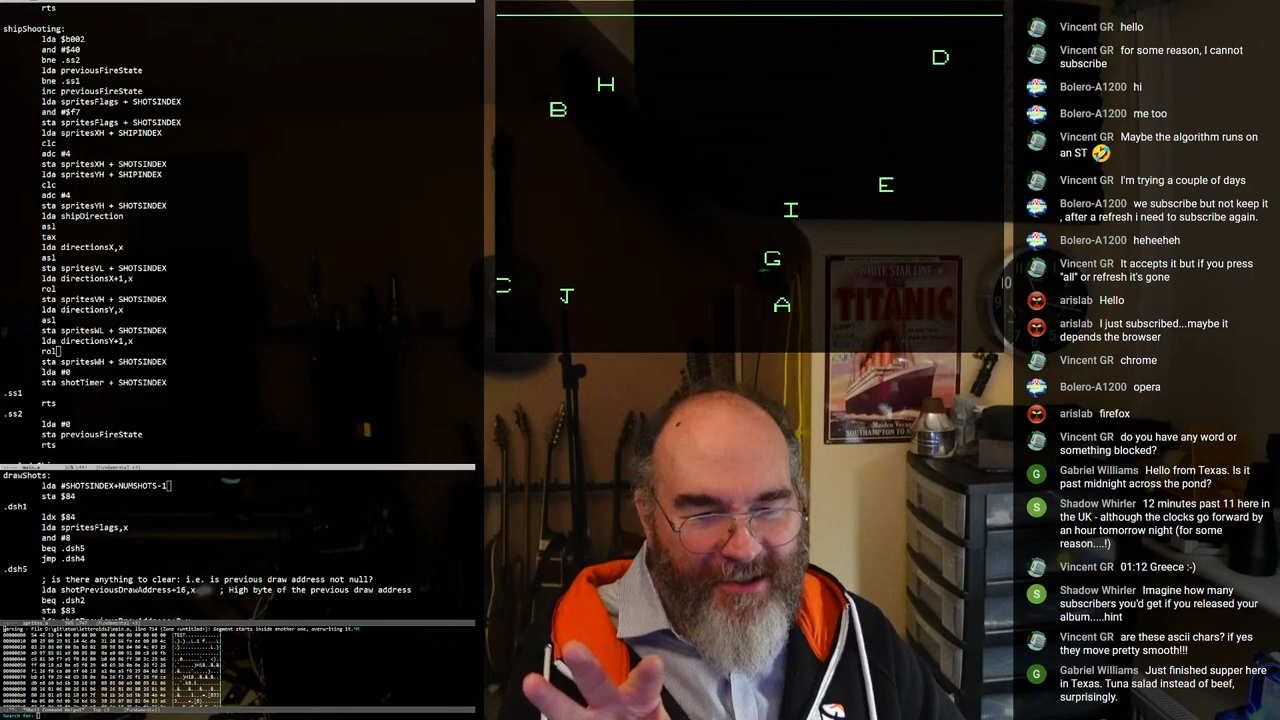 rts
shipShooting:
lda $b002
and #$40
bne .ss2
lda previousFireState
bne .ss1
inc previousFireState
lda spritesFlags + SHOTSINDEX
and #$f7
sta spritesFlags + SHOTSINDEX
lda spritesXH + SHIPINDEX
clc
adc #4
sta spritesXH + SHOTSINDEX
lda spritesYH + SHIPINDEX
clc
adc #4
sta spritesYH + SHOTSINDEX
lda shipDirection
asl
tax
lda directionsX,x
asl
sta spritesVL + SHOTSINDEX
lda directionsX+1,x
rol
sta spritesVH + SHOTSINDEX
lda directionsY,x
asl
sta spritesWL + SHOTSINDEX
lda directionsY+1,x
rol
sta spritesWH + SHOTSINDEX
lda #0
sta shotTimer + SHOTSINDEX
.ss1
rts
.ss2
lda #0
sta previousFireState
rts
drawShots:
lda #SHOTSINDEX+NUMSHOTS-1
sta $84
.dsh1
ldx $84
lda spritesFlags,x
and #8
beq .dsh5
jmp .dsh4
.dsh5
; is there anything to clear: i.e. is previous draw address not null?
lda shotPreviousDrawAddress+16,x ; High byte of the previous draw address
beq .dsh2
sta $83
Search for:
D
H
B
E
I
G
J
A
WHITE STAR LINE
TITANIC
Maiden Voyage
SOUTHAMPTON TO N
10
Vincent GR hello
Vincent GR for some reason, I cannot
subscribe
Bolero-A1200 hi
Bolero-A1200 me too
Vincent GR Maybe the algorithm runs on
an ST 🤣
Vincent GR I'm trying a couple of days
Bolero-A1200 we subscribe but not keep it
, after a refresh i need to subscribe again.
Bolero-A1200 heheeheh
Vincent GR It accepts it but if you press
"all" or refresh it's gone
arislab Hello
arislab I just subscribed...maybe it
depends the browser
Vincent GR chrome
Bolero-A1200 opera
arislab firefox
Vincent GR do you have any word or
something blocked?
Gabriel Williams Hello from Texas. Is it
past midnight across the pond?
Shadow Whirler 12 minutes past 11 here in
the UK - although the clocks go forward by
an hour tomorrow night (for some
reason....!)
Vincent GR 01:12 Greece :-)
Shadow Whirler Imagine how many
subscribers you'd get if you released your
album.....hint
Vincent GR are these ascii chars? if yes
they move pretty smooth!!!
Gabriel Williams Just finished supper here
in Texas. Tuna salad instead of beef,
surprisingly.